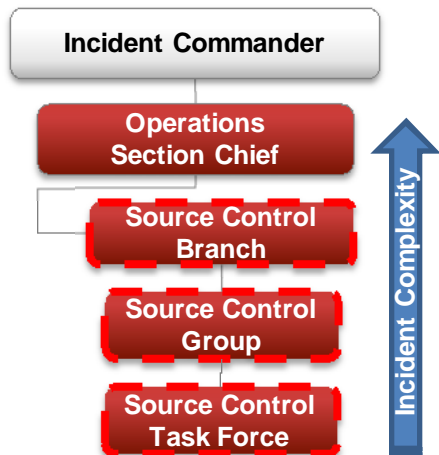 Incident Commander
Operations
Section Chief
Source Control
Branch
Source Control
Group
Source Control
Task Force
Incident Complexity